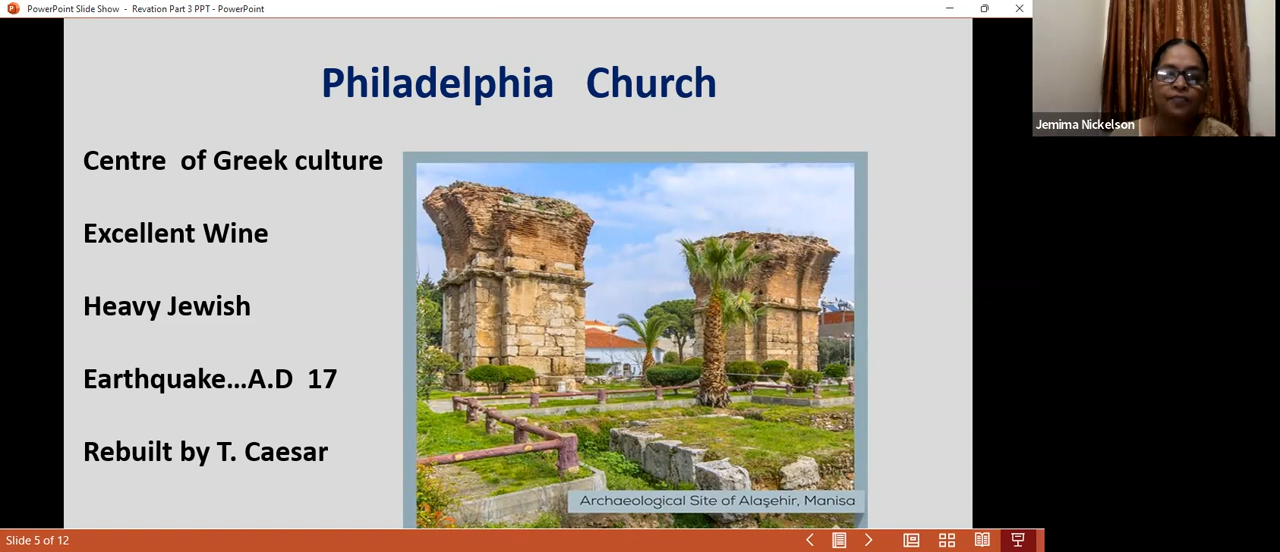 PowerPoint Slide Show - Revation Part 3 PPT - PowerPoint
Jemima Nickelson
Philadelphia Church
Centre of Greek culture
Excellent Wine
Heavy Jewish
Earthquake...A.D 17
Rebuilt by T. Caesar
Archaeological Site of Alaşehir, Manisa
Slide 5 of 12